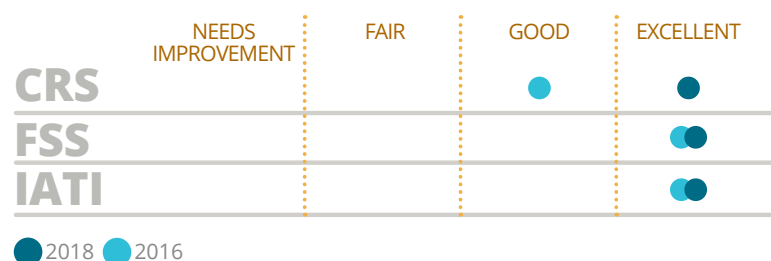 NEEDS
IMPROVEMENT
FAIR
GOOD
EXCELLENT
CRS
FSS
IATI
2018 2016